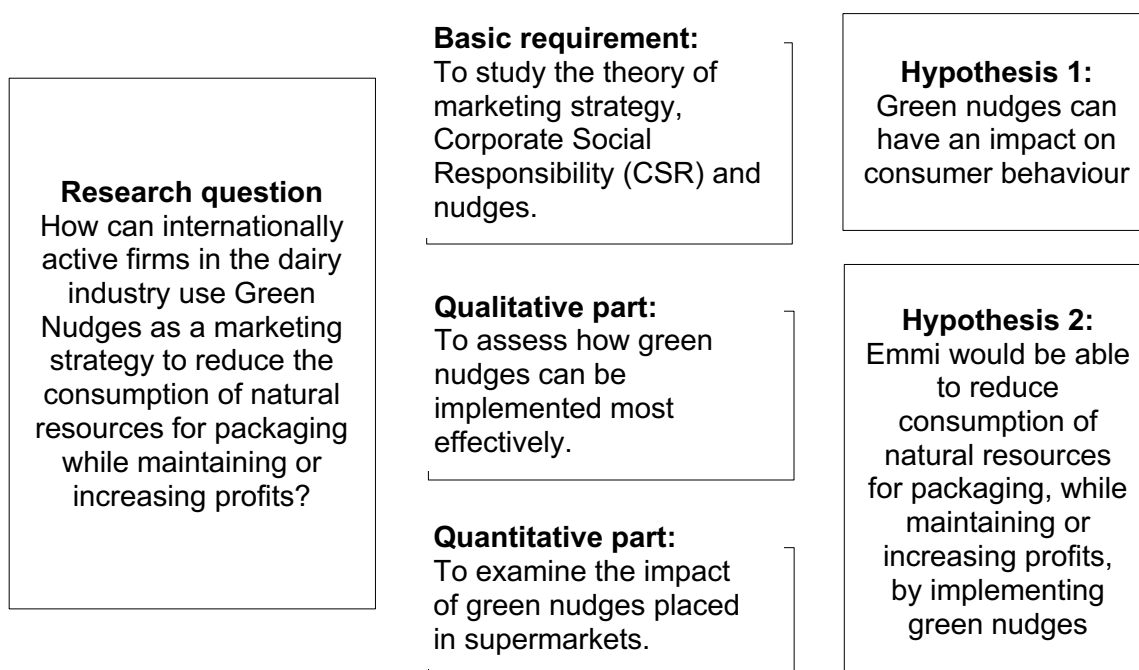 Research question
How can internationally
active firms in the dairy
industry use Green
Nudges as a marketing
strategy to reduce the
consumption of natural
resources for packaging
while maintaining or
increasing profits?
Basic requirement:
To study the theory of
marketing strategy,
Corporate Social
Responsibility (CSR) and
nudges.
Qualitative part:
To assess how green
nudges can be
implemented most
effectively.
Quantitative part:
To examine the impact
of green nudges placed
in supermarkets.
Hypothesis 1:
Green nudges can
have an impact on
consumer behaviour
Hypothesis 2:
Emmi would be able
to reduce
consumption of
natural resources
for packaging, while
maintaining or
increasing profits,
by implementing
green nudges